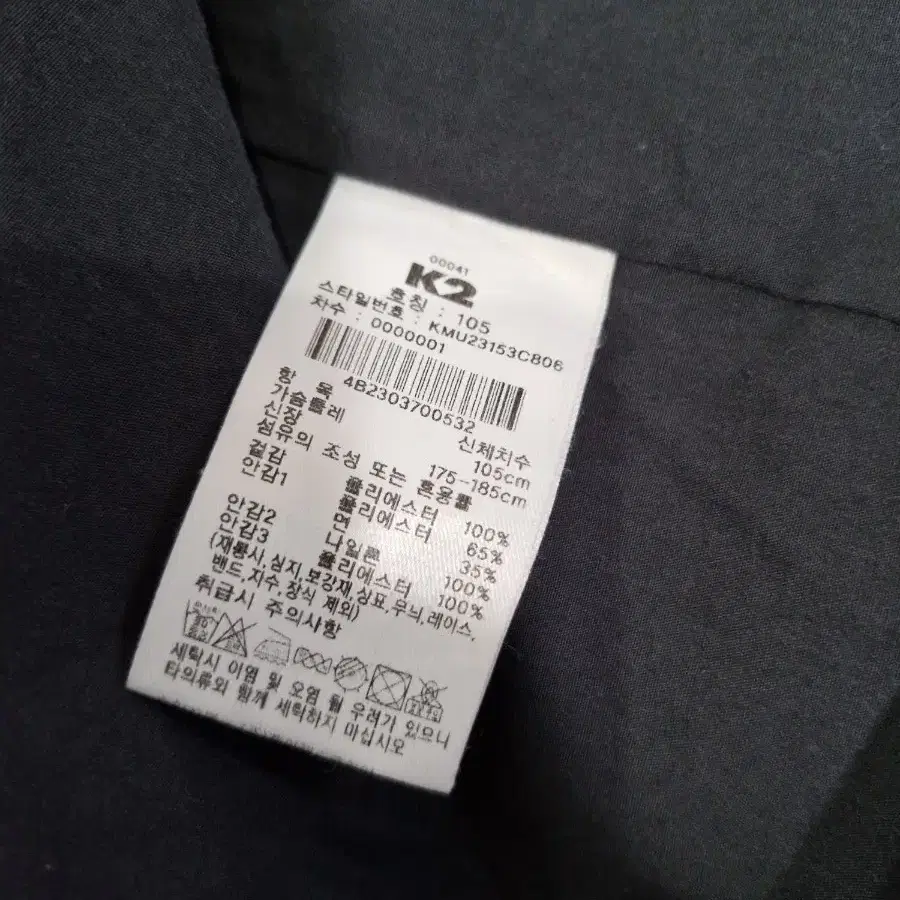 00041
K2
호칭 : 105
스타일번호 : KMU23153C806
차수 : 0000001
4B2303700532
항 목 신체치수
가슴둘레 105cm
신장 175-185cm
섬유의 조성 또는 혼용률
겉감 폴리에스터 100%
안감1 폴리에스터 65%
면 35%
안감2 나일론 100%
안감3 폴리에스터 100%
(재봉사,심지,보강재,상표,무늬,레이스,
밴드,자수,장식 제외)
취급시 주의사항
30
중성
세탁시 이염 및 오염 될 우려가 있으니
타의류와 함께 세탁하지 마십시오